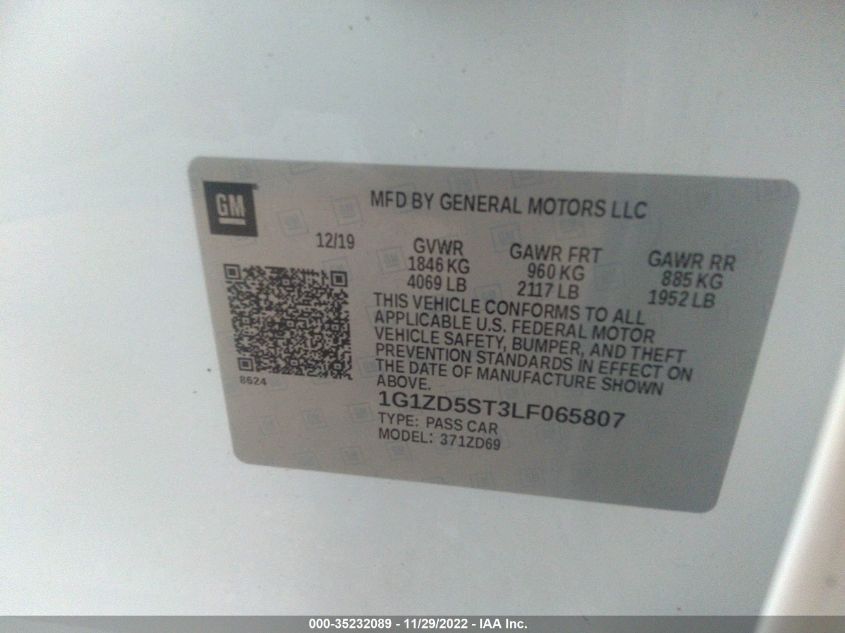 GM
MFD BY GENERAL MOTORS LLC
12/19
GVWR
1846 KG
4069 LB
GAWR FRT
960 KG
2117 LB
GAWR RR
885 KG
1952 LB
THIS VEHICLE CONFORMS TO ALL
APPLICABLE U.S. FEDERAL MOTOR
VEHICLE SAFETY, BUMPER, AND THEFT
PREVENTION STANDARDS IN EFFECT ON
THE DATE OF MANUFACTURE SHOWN
ABOVE.
8624
1G1ZD5ST3LF065807
TYPE: PASS CAR
MODEL: 371ZD69
000-35232089 - 11/29/2022 - IAA Inc.